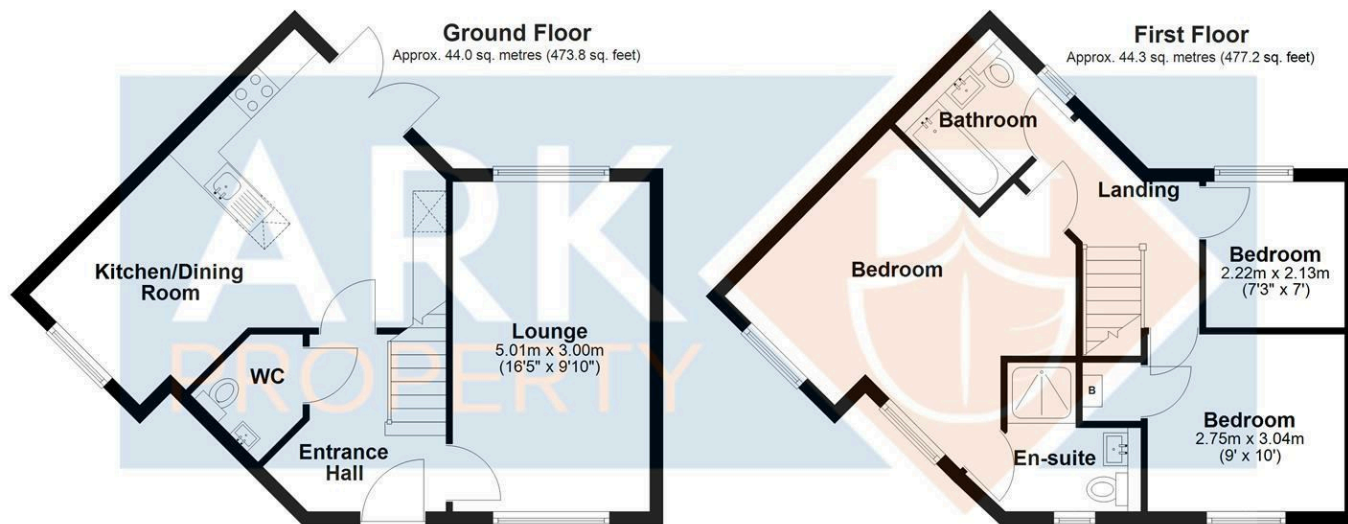 Ground Floor
Approx. 44.0 sq. metres (473.8 sq. feet)
Kitchen/Dining
Room
WC
Entrance
Hall
Lounge
5.01m x 3.00m
(16'5" x 9'10")
First Floor
Approx. 44.3 sq. metres (477.2 sq. feet)
Bathroom
Landing
Bedroom
Bedroom
2.22m x 2.13m
(7'3" x 7')
B
En-suite
Bedroom
2.75m x 3.04m
(9' x 10')
ARK
PROPERTY